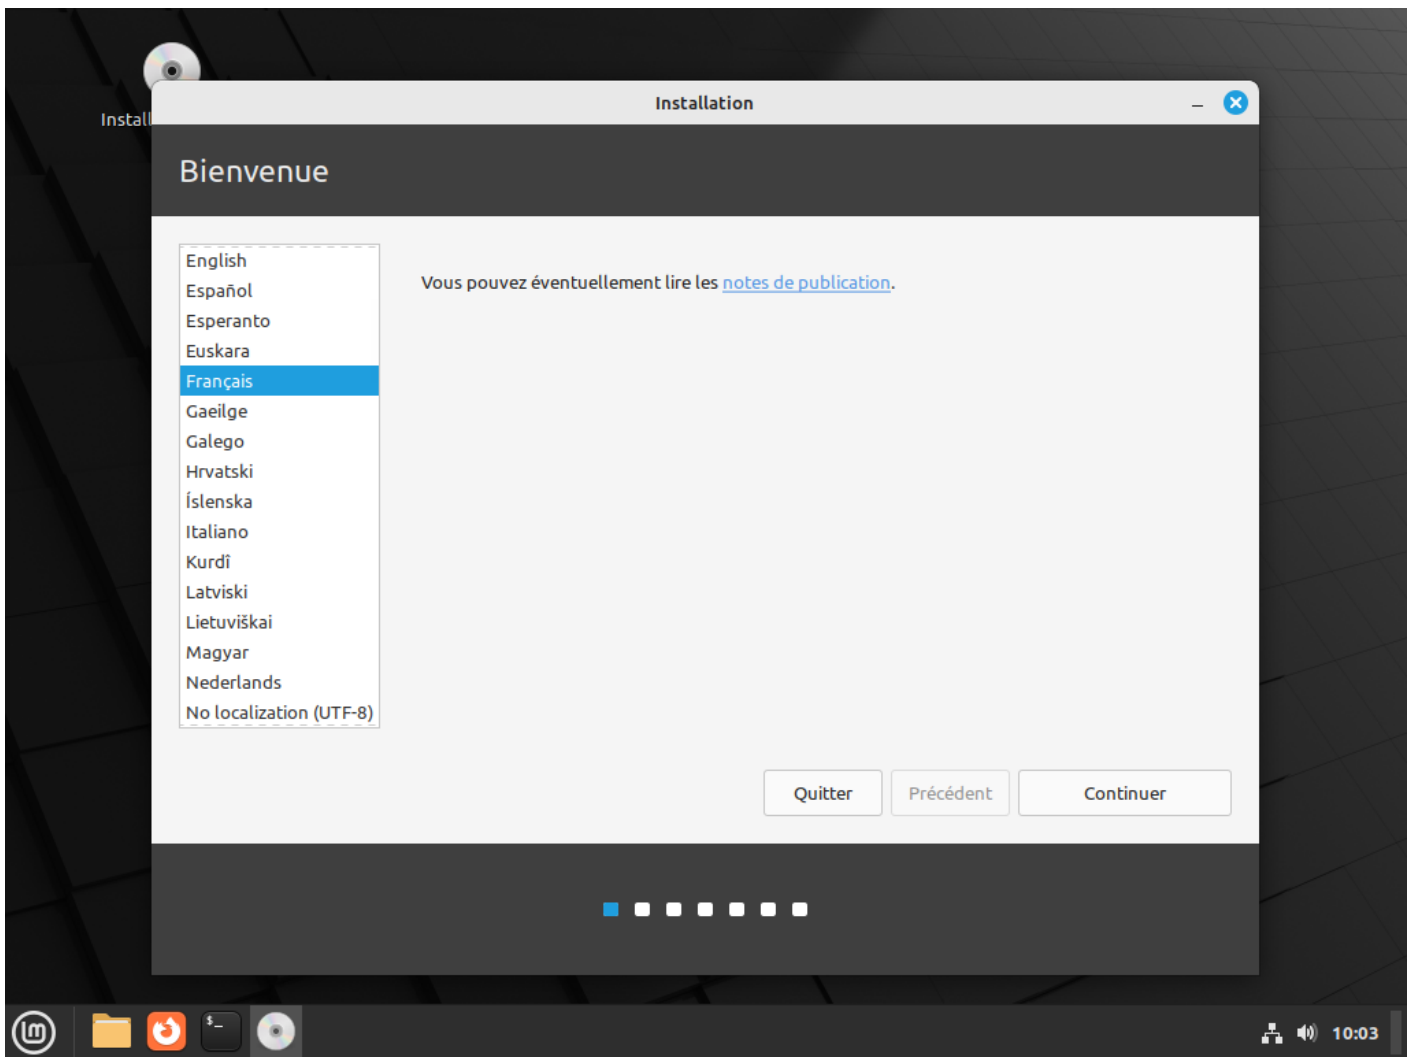 Install
Installation
Bienvenue
English
Español
Esperanto
Euskara
Français
Gaeilge
Galego
Hrvatski
Íslenska
Italiano
Kurdî
Latviski
Lietuviškai
Magyar
Nederlands
No localization (UTF-8)
Vous pouvez éventuellement lire les notes de publication.
Quitter
Précédent
Continuer
$_
lm
10:03